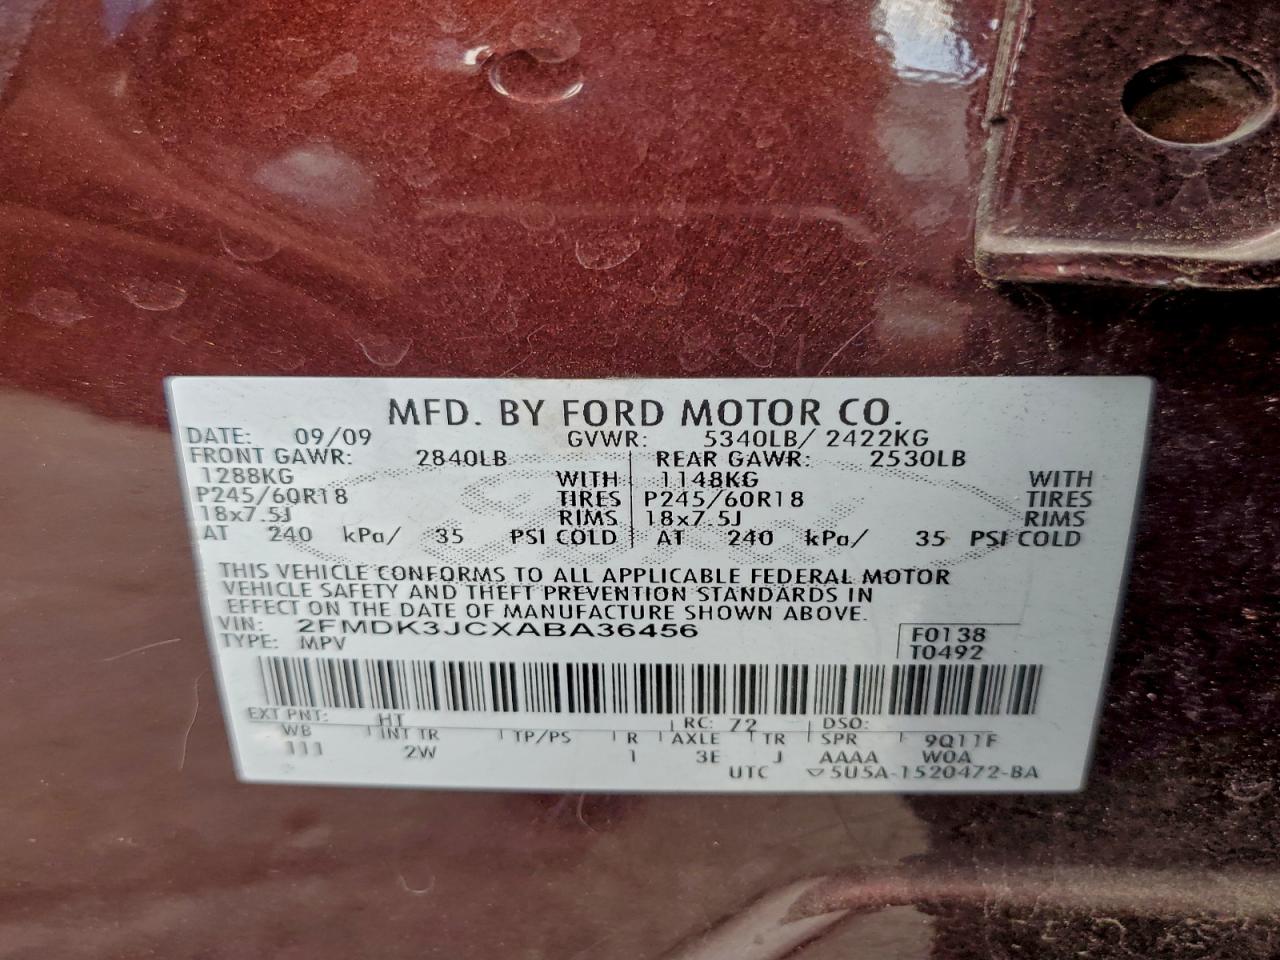 MFD. BY FORD MOTOR CO.
DATE: 09/09 GVWR: 5340LB/ 2422KG
FRONT GAWR: 2840LB REAR GAWR: 2530LB
1288KG WITH 1148KG WITH
P245/60R18 TIRES P245/60R18 TIRES
18x7.5J RIMS 18x7.5J RIMS
AT 240 kPa/ 35 PSI COLD AT 240 kPa/ 35 PSI COLD
THIS VEHICLE CONFORMS TO ALL APPLICABLE FEDERAL MOTOR
VEHICLE SAFETY AND THEFT PREVENTION STANDARDS IN
EFFECT ON THE DATE OF MANUFACTURE SHOWN ABOVE.
VIN: 2FMDK3JCXABA36456
TYPE: MPV
F0138
T0492
EXT PNT: HT RC: 72 DSO:
WB INT TR TP/PS R AXLE TR SPR 9Q11F
111 2W 1 3E J AAAA W0A
UTC ▽5U5A-1520472-BA